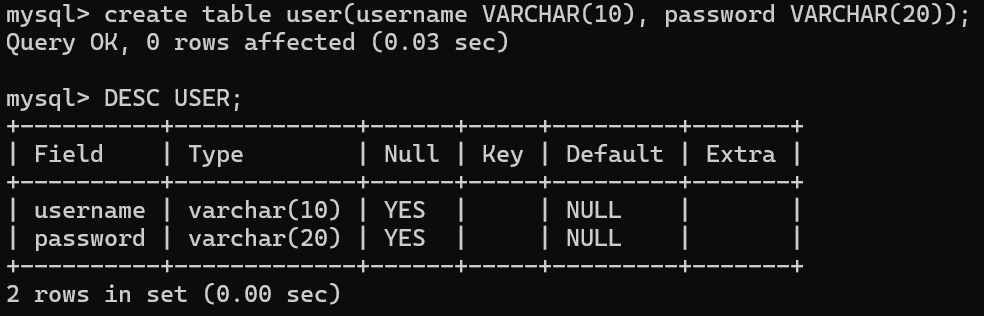 mysql> create table user(username VARCHAR(10), password VARCHAR(20));
Query OK, 0 rows affected (0.03 sec)

mysql> DESC USER;
+----------+-------------+------+-----+---------+-------+
| Field    | Type        | Null | Key | Default | Extra |
+----------+-------------+------+-----+---------+-------+
| username | varchar(10) | YES  |     | NULL    |       |
| password | varchar(20) | YES  |     | NULL    |       |
+----------+-------------+------+-----+---------+-------+
2 rows in set (0.00 sec)